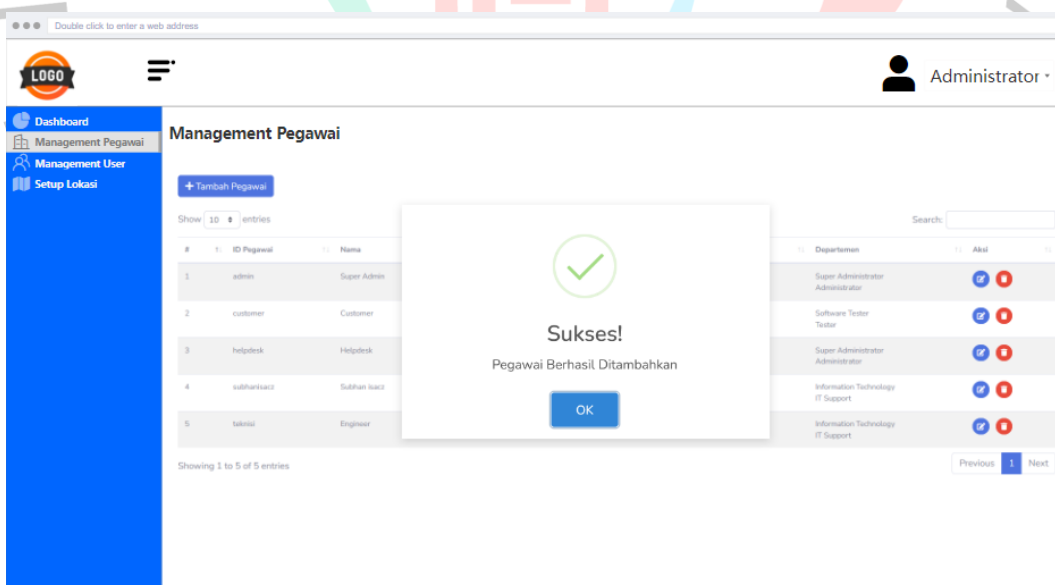 Double click to enter a web address
LOGO
Administrator
Dashboard
Management Pegawai
Management User
Setup Lokasi
Management Pegawai
+ Tambah Pegawai
Show 10 entries
Search:
# ID Pegawai Nama Departemen Aksi
1 admin Super Admin Super Administrator
Administrator
2 customer Customer Software Tester
Tester
3 helpdesk Helpdesk Super Administrator
Administrator
4 subhanisacz Subhan Isacz Information Technology
IT Support
5 teknisi Engineer Information Technology
IT Support
Sukses!
Pegawai Berhasil Ditambahkan
OK
Showing 1 to 5 of 5 entries
Previous 1 Next